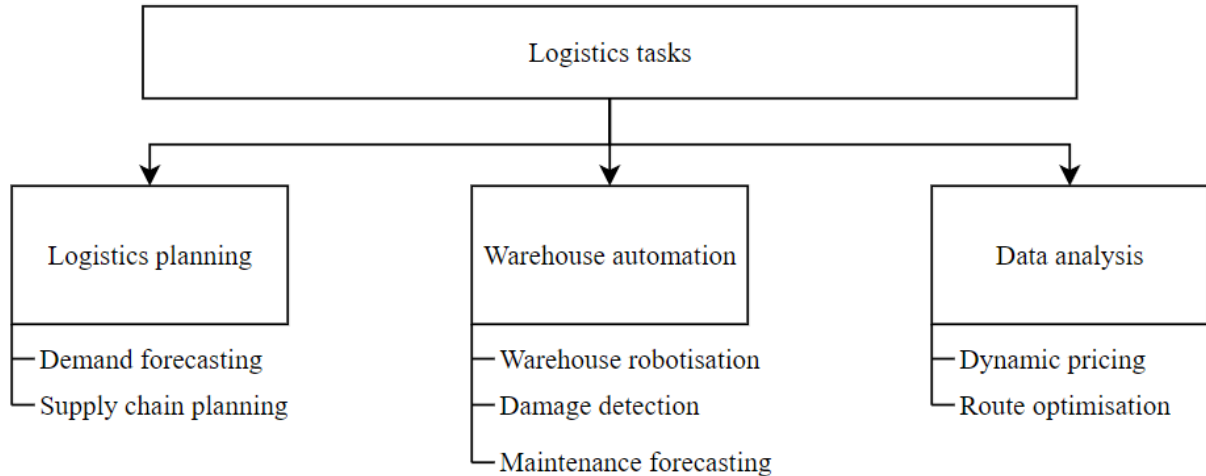 Logistics tasks
Logistics planning
Demand forecasting
Supply chain planning
Warehouse automation
Warehouse robotisation
Damage detection
Maintenance forecasting
Data analysis
Dynamic pricing
Route optimisation